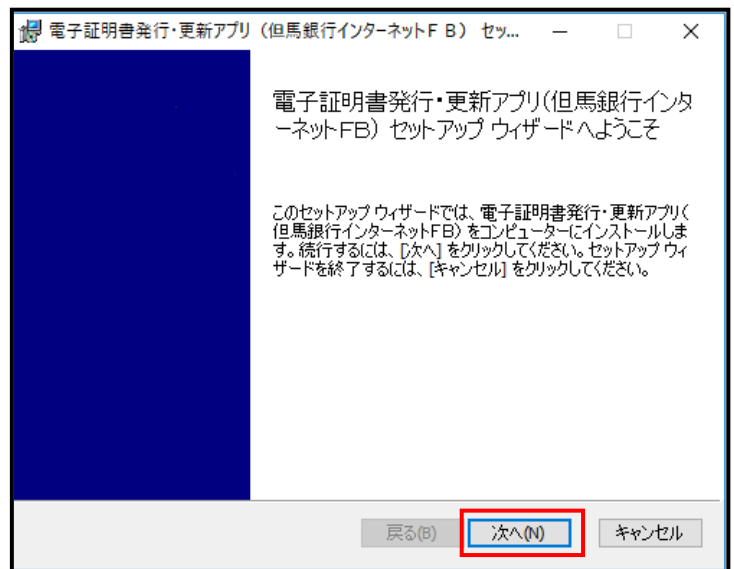 電子証明書発行・更新アプリ（但馬銀行インターネットＦＢ） セッ...
電子証明書発行・更新アプリ(但馬銀行インタ
ーネットFB) セットアップ ウィザードへようこそ
このセットアップ ウィザードでは、電子証明書発行・更新アプリ(
但馬銀行インターネットFB) をコンピューターにインストールしま
す。続行するには、[次へ] をクリックしてください。セットアップ ウィ
ザードを終了するには、[キャンセル] をクリックしてください。
戻る(B) 次へ(N) キャンセル